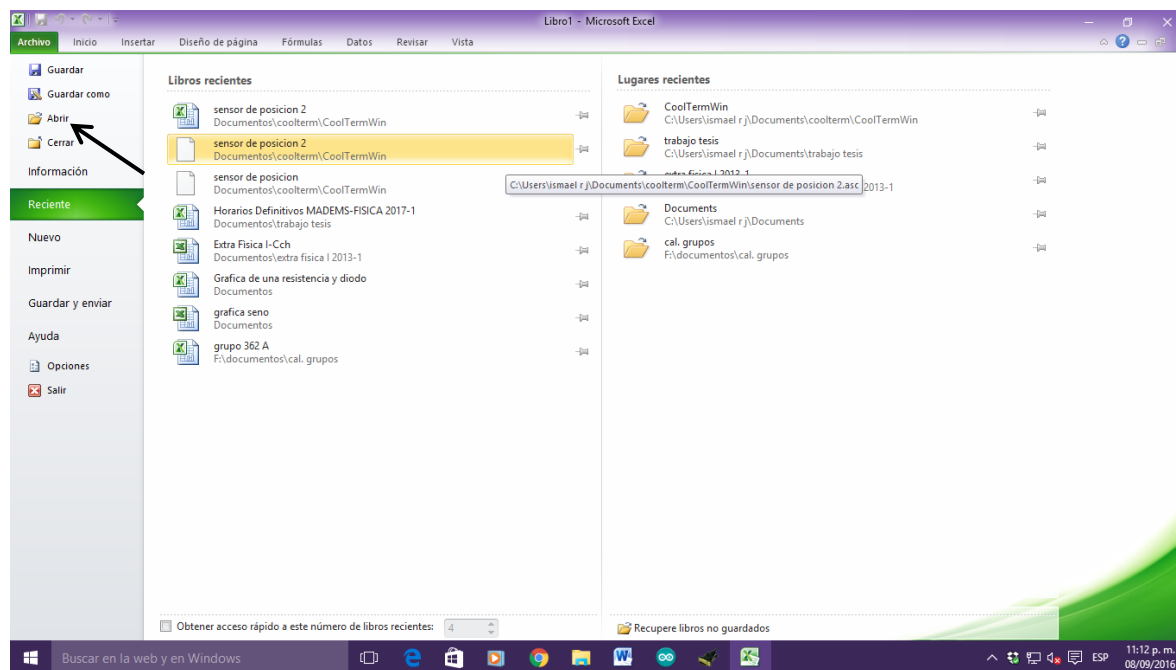 Libro1 - Microsoft Excel
Archivo Inicio Insertar Diseño de página Fórmulas Datos Revisar Vista
Guardar
Guardar como
Abrir
Cerrar
Información
Reciente
Nuevo
Imprimir
Guardar y enviar
Ayuda
Opciones
Salir
Libros recientes
sensor de posicion 2
Documentos\coolterm\CoolTermWin
sensor de posicion 2
Documentos\coolterm\CoolTermWin
sensor de posicion
Documentos\coolterm\CoolTermWin
Horarios Definitivos MADEMS-FISICA 2017-1
Documentos\trabajo tesis
Extra Fisica I-Cch
Documentos\extra fisica I 2013-1
Grafica de una resistencia y diodo
Documentos
grafica seno
Documentos
grupo 362 A
F:\documentos\cal. grupos
Obtener acceso rápido a este número de libros recientes: 4
Lugares recientes
CoolTermWin
C:\Users\ismael r j\Documents\coolterm\CoolTermWin
trabajo tesis
C:\Users\ismael r j\Documents\trabajo tesis
extra fisica I 2013-1
C:\Users\ismael r j\Documents\coolterm\CoolTermWin\sensor de posicion 2.asc
2013-1
Documents
C:\Users\ismael r j\Documents
cal. grupos
F:\documentos\cal. grupos
Recupere libros no guardados
Buscar en la web y en Windows
ESP
11:12 p. m.
08/09/2016